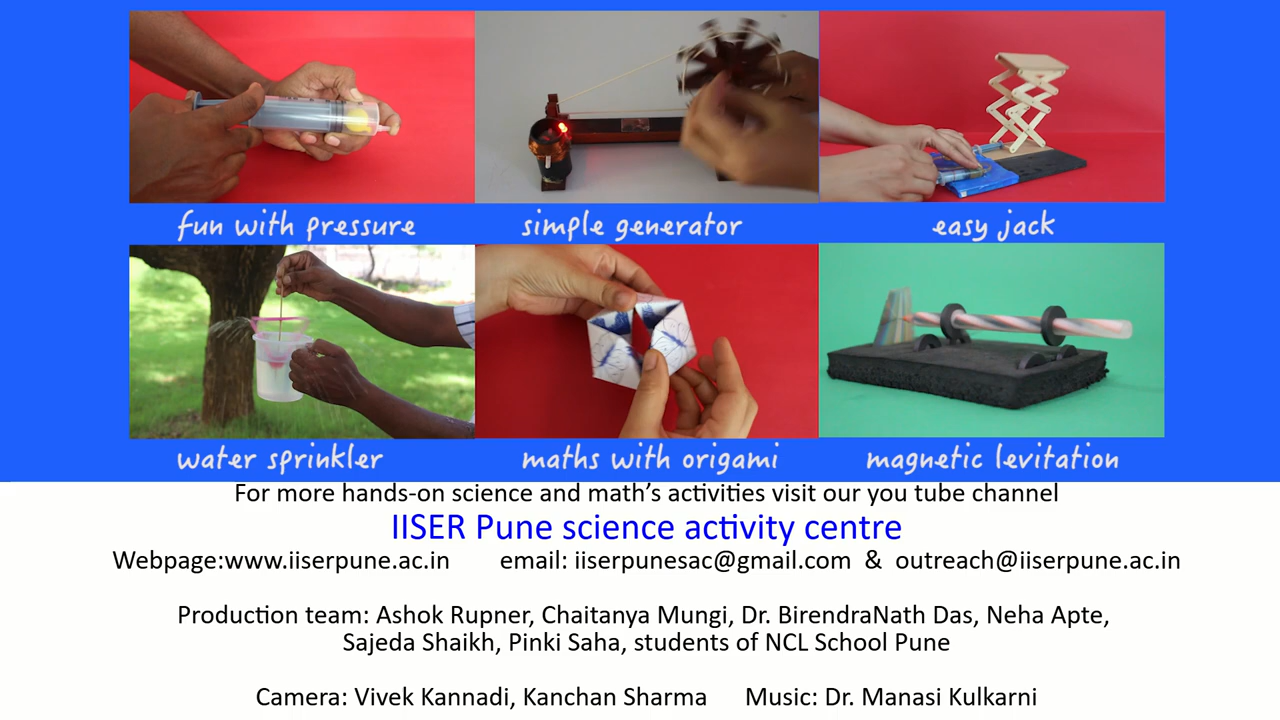 fun with pressure simple generator easy jack
water sprinkler maths with origami magnetic levitation
For more hands-on science and math’s activities visit our you tube channel
IISER Pune science activity centre
Webpage:www.iiserpune.ac.in email: iiserpunesac@gmail.com & outreach@iiserpune.ac.in
Production team: Ashok Rupner, Chaitanya Mungi, Dr. BirendraNath Das, Neha Apte,
Sajeda Shaikh, Pinki Saha, students of NCL School Pune
Camera: Vivek Kannadi, Kanchan Sharma Music: Dr. Manasi Kulkarni